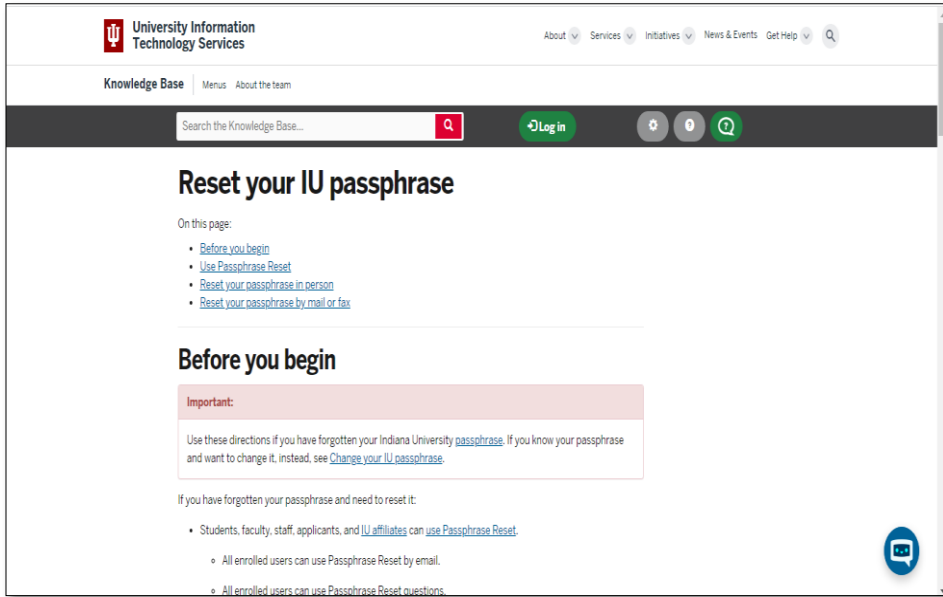 University Information
Technology Services
About Services Initiatives News & Events Get Help
Knowledge Base Menus About the team
Search the Knowledge Base... Log in
Reset your IU passphrase
On this page:
• Before you begin
• Use Passphrase Reset
• Reset your passphrase in person
• Reset your passphrase by mail or fax
Before you begin
Important:
Use these directions if you have forgotten your Indiana University passphrase. If you know your passphrase
and want to change it, instead, see Change your IU passphrase.
If you have forgotten your passphrase and need to reset it:
• Students, faculty, staff, applicants, and IU affiliates can use Passphrase Reset.
◦ All enrolled users can use Passphrase Reset by email.
◦ All enrolled users can use Passphrase Reset questions.